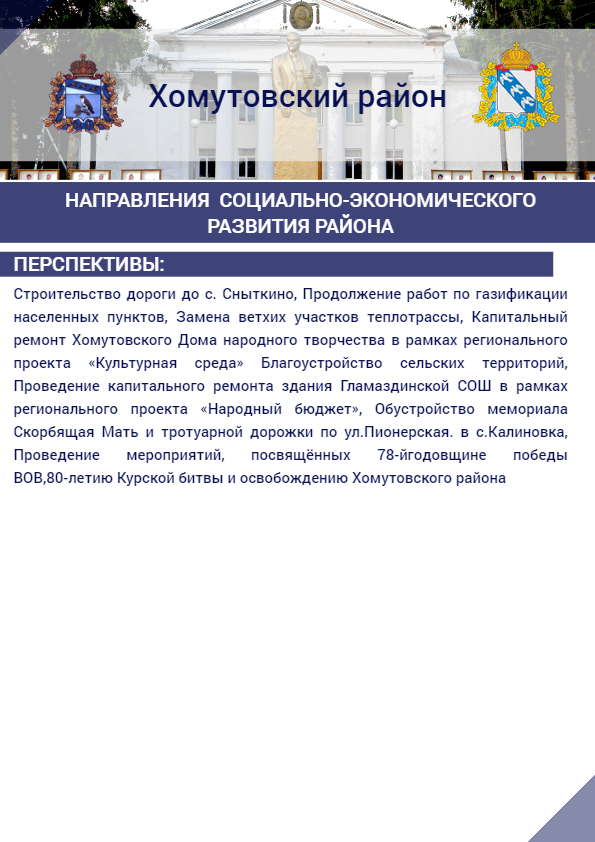 Хомутовский район
НАПРАВЛЕНИЯ СОЦИАЛЬНО-ЭКОНОМИЧЕСКОГО
РАЗВИТИЯ РАЙОНА
ПЕРСПЕКТИВЫ:
Строительство дороги до с. Сныткино, Продолжение работ по газификации
населенных пунктов, Замена ветхих участков теплотрассы, Капитальный
ремонт Хомутовского Дома народного творчества в рамках регионального
проекта «Культурная среда» Благоустройство сельских территорий,
Проведение капитального ремонта здания Гламаздинской СОШ в рамках
регионального проекта «Народный бюджет», Обустройство мемориала
Скорбящая Мать и тротуарной дорожки по ул.Пионерская. в с.Калиновка,
Проведение мероприятий, посвящённых 78-йгодовщине победы
ВОВ,80-летию Курской битвы и освобождению Хомутовского района